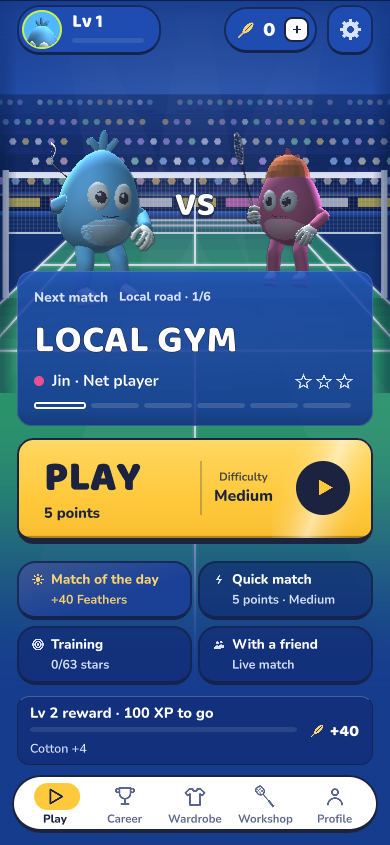 Lv 1
0
+
VS
Next match Local road · 1/6
LOCAL GYM
Jin · Net player
PLAY
5 points
Difficulty
Medium
Match of the day
+40 Feathers
Quick match
5 points · Medium
Training
0/63 stars
With a friend
Live match
Lv 2 reward · 100 XP to go
+40
Cotton +4
Play
Career
Wardrobe
Workshop
Profile